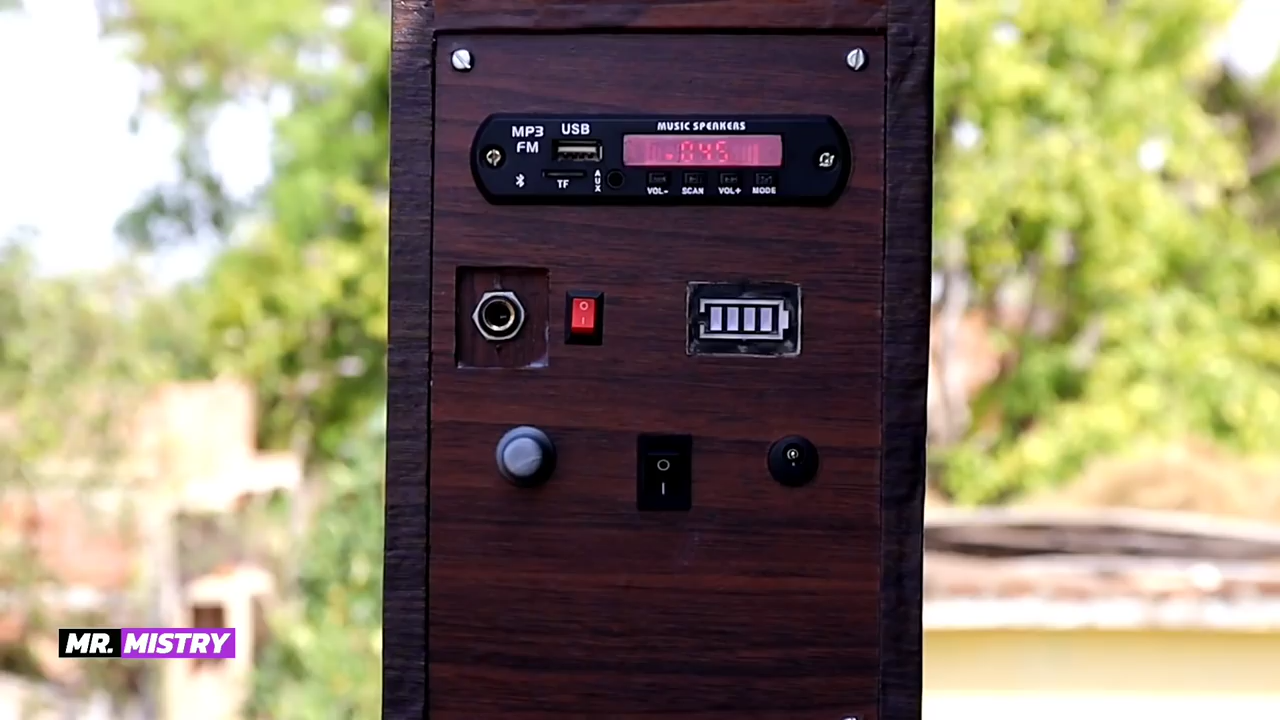 MUSIC SPEAKERS
MP3 USB
FM
TF
AUX
VOL- SCAN VOL+ MODE
MR. MISTRY